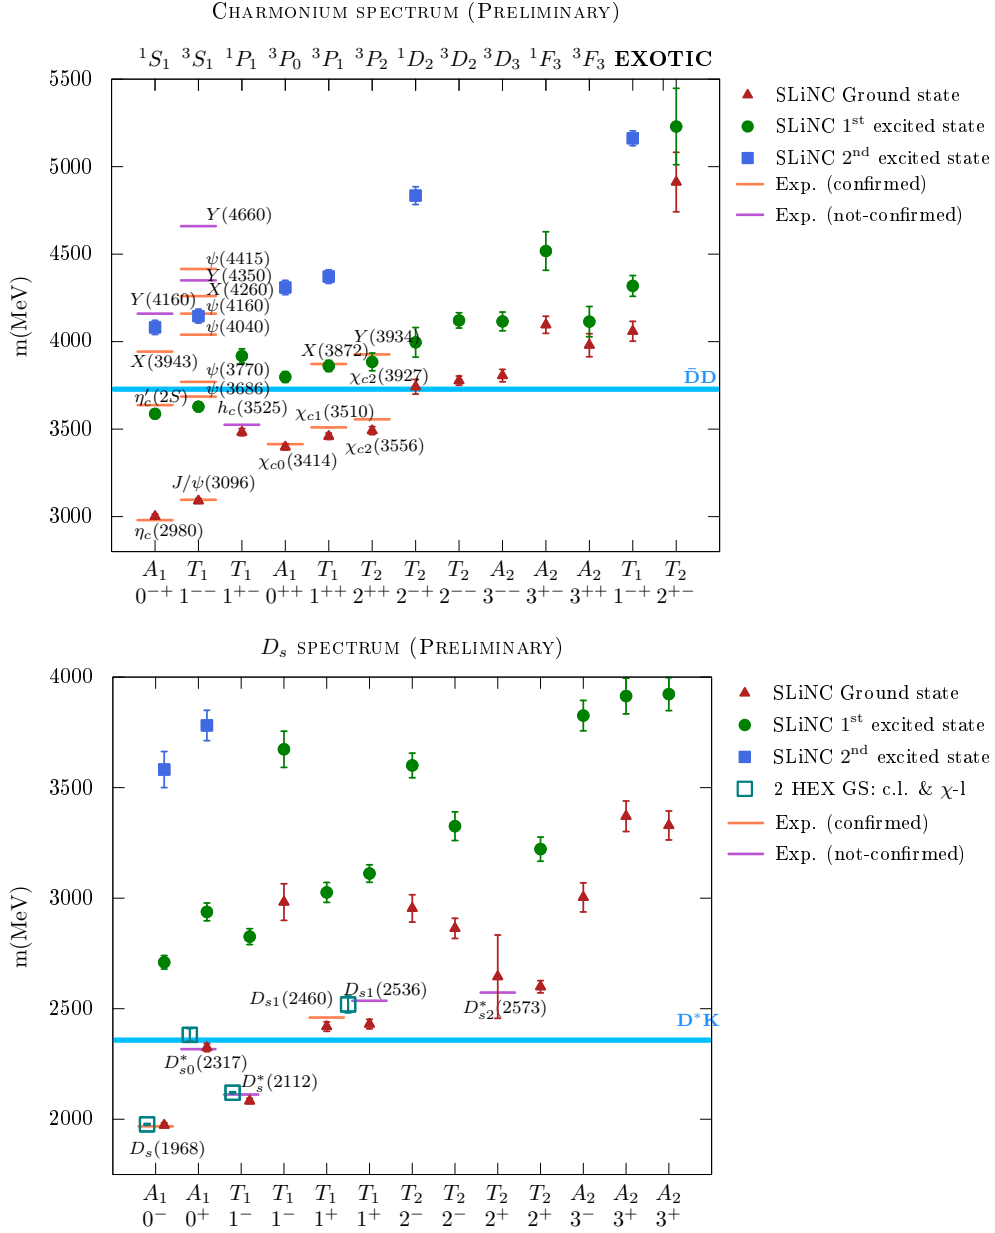 CHARMONIUM SPECTRUM (PRELIMINARY)
¹S₁ ³S₁ ¹P₁ ³P₀ ³P₁ ³P₂ ¹D₂ ³D₂ ³D₃ ¹F₃ ³F₃ EXOTIC
5500
5000
4500
4000
3500
3000
m(MeV)
SLiNC Ground state
SLiNC 1st excited state
SLiNC 2nd excited state
Exp. (confirmed)
Exp. (not-confirmed)
Y(4660)
ψ(4415)
Y(4350)
X(4260)
Y(4160)
ψ(4160)
ψ(4040)
X(3943)
Y(3934)
X(3872)
χc2(3927)
ψ(3770)
D̄D
ψ(3686)
η′c(2S)
hc(3525)
χc1(3510)
χc2(3556)
χc0(3414)
J/ψ(3096)
ηc(2980)
A₁ T₁ T₁ A₁ T₁ T₂ T₂ T₂ A₂ A₂ A₂ T₁ T₂
0⁻⁺ 1⁻⁻ 1⁺⁻ 0⁺⁺ 1⁺⁺ 2⁺⁺ 2⁻⁺ 2⁻⁻ 3⁻⁻ 3⁺⁻ 3⁺⁺ 1⁻⁺ 2⁺⁻
Ds SPECTRUM (PRELIMINARY)
4000
3500
3000
2500
2000
m(MeV)
SLiNC Ground state
SLiNC 1st excited state
SLiNC 2nd excited state
2 HEX GS: c.l. & χ-l
Exp. (confirmed)
Exp. (not-confirmed)
Ds1(2460)
Ds1(2536)
D*s2(2573)
D*K
D*s0(2317)
D*s(2112)
Ds(1968)
A₁ A₁ T₁ T₁ T₁ T₁ T₂ T₂ T₂ T₂ A₂ A₂ A₂
0⁻ 0⁺ 1⁻ 1⁻ 1⁺ 1⁺ 2⁻ 2⁻ 2⁺ 2⁺ 3⁻ 3⁺ 3⁺